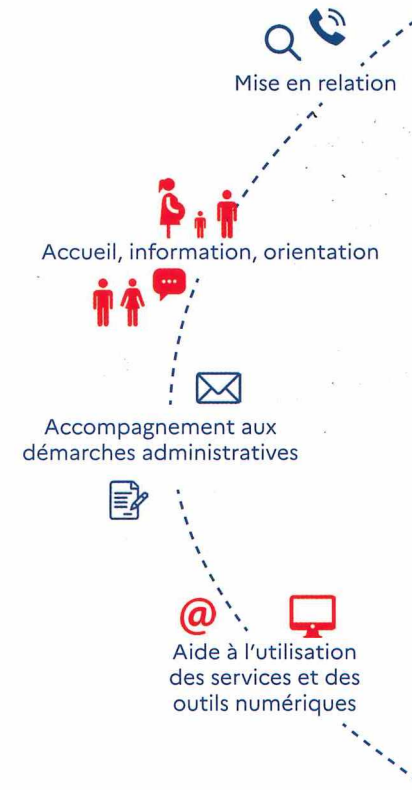 Mise en relation
Accueil, information, orientation
Accompagnement aux
démarches administratives
@
Aide à l'utilisation
des services et des
outils numériques